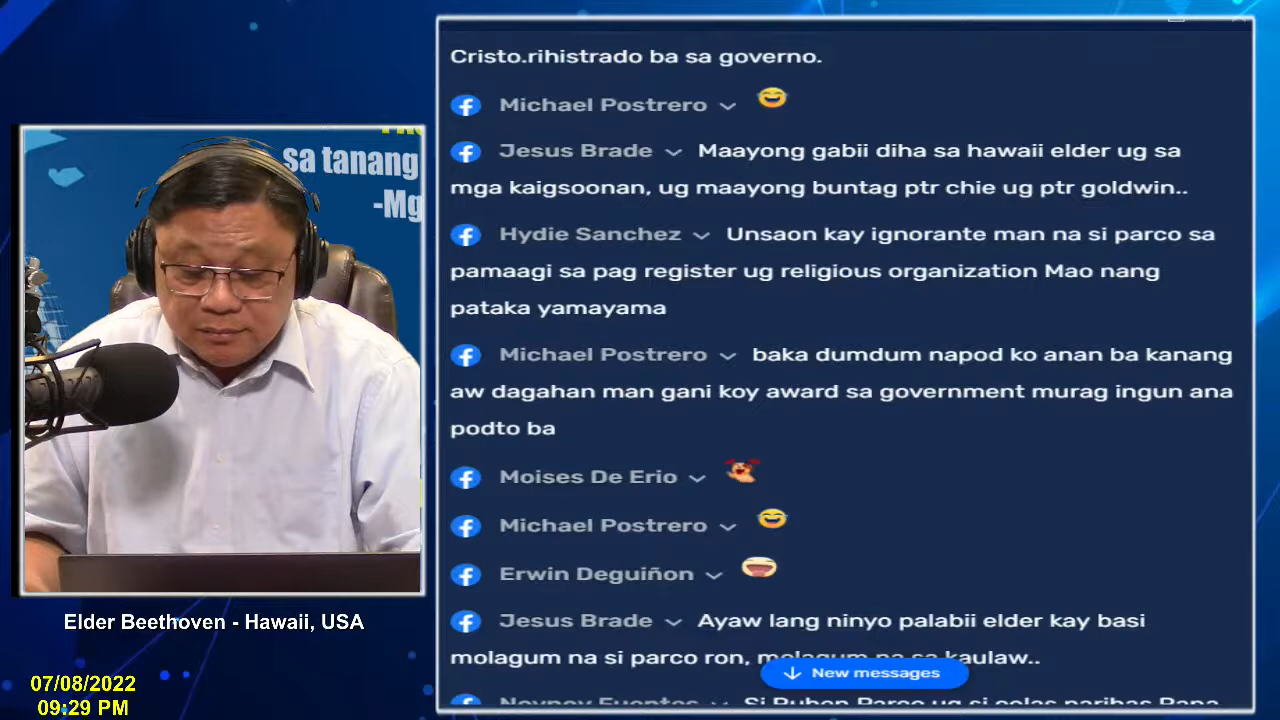 sa tanang
-Mg
Elder Beethoven - Hawaii, USA
07/08/2022
09:29 PM
Cristo.rihistrado ba sa governo.
Michael Postrero
Jesus Brade Maayong gabii diha sa hawaii elder ug sa
mga kaigsoonan, ug maayong buntag ptr chie ug ptr goldwin..
Hydie Sanchez Unsaon kay ignorante man na si parco sa
pamaagi sa pag register ug religious organization Mao nang
pataka yamayama
Michael Postrero baka dumdum napod ko anan ba kanang
aw dagahan man gani koy award sa government murag ingun ana
podto ba
Moises De Erio
Michael Postrero
Erwin Deguiñon
Jesus Brade Ayaw lang ninyo palabii elder kay basi
molagum na si parco ron, molagum na sa kaulaw..
New messages